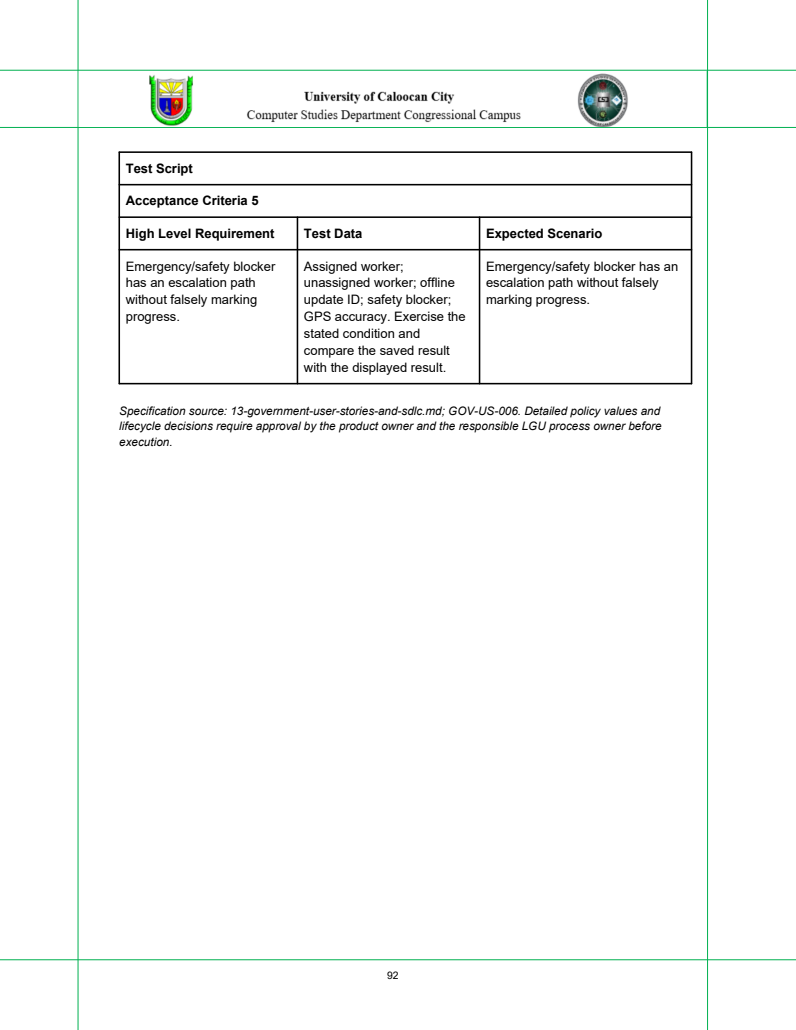 University of Caloocan City
Computer Studies Department Congressional Campus
Test Script
Acceptance Criteria 5
High Level Requirement
Test Data
Expected Scenario
Emergency/safety blocker
has an escalation path
without falsely marking
progress.
Assigned worker;
unassigned worker; offline
update ID; safety blocker;
GPS accuracy. Exercise the
stated condition and
compare the saved result
with the displayed result.
Emergency/safety blocker has an
escalation path without falsely
marking progress.
Specification source: 13-government-user-stories-and-sdlc.md; GOV-US-006. Detailed policy values and
lifecycle decisions require approval by the product owner and the responsible LGU process owner before
execution.
92